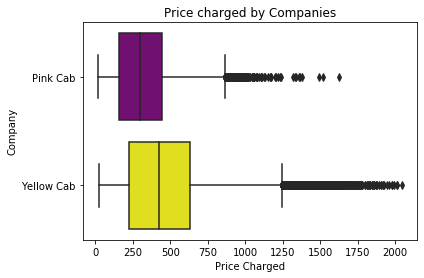 Price charged by Companies
Company
Pink Cab
Yellow Cab
0 250 500 750 1000 1250 1500 1750 2000
Price Charged